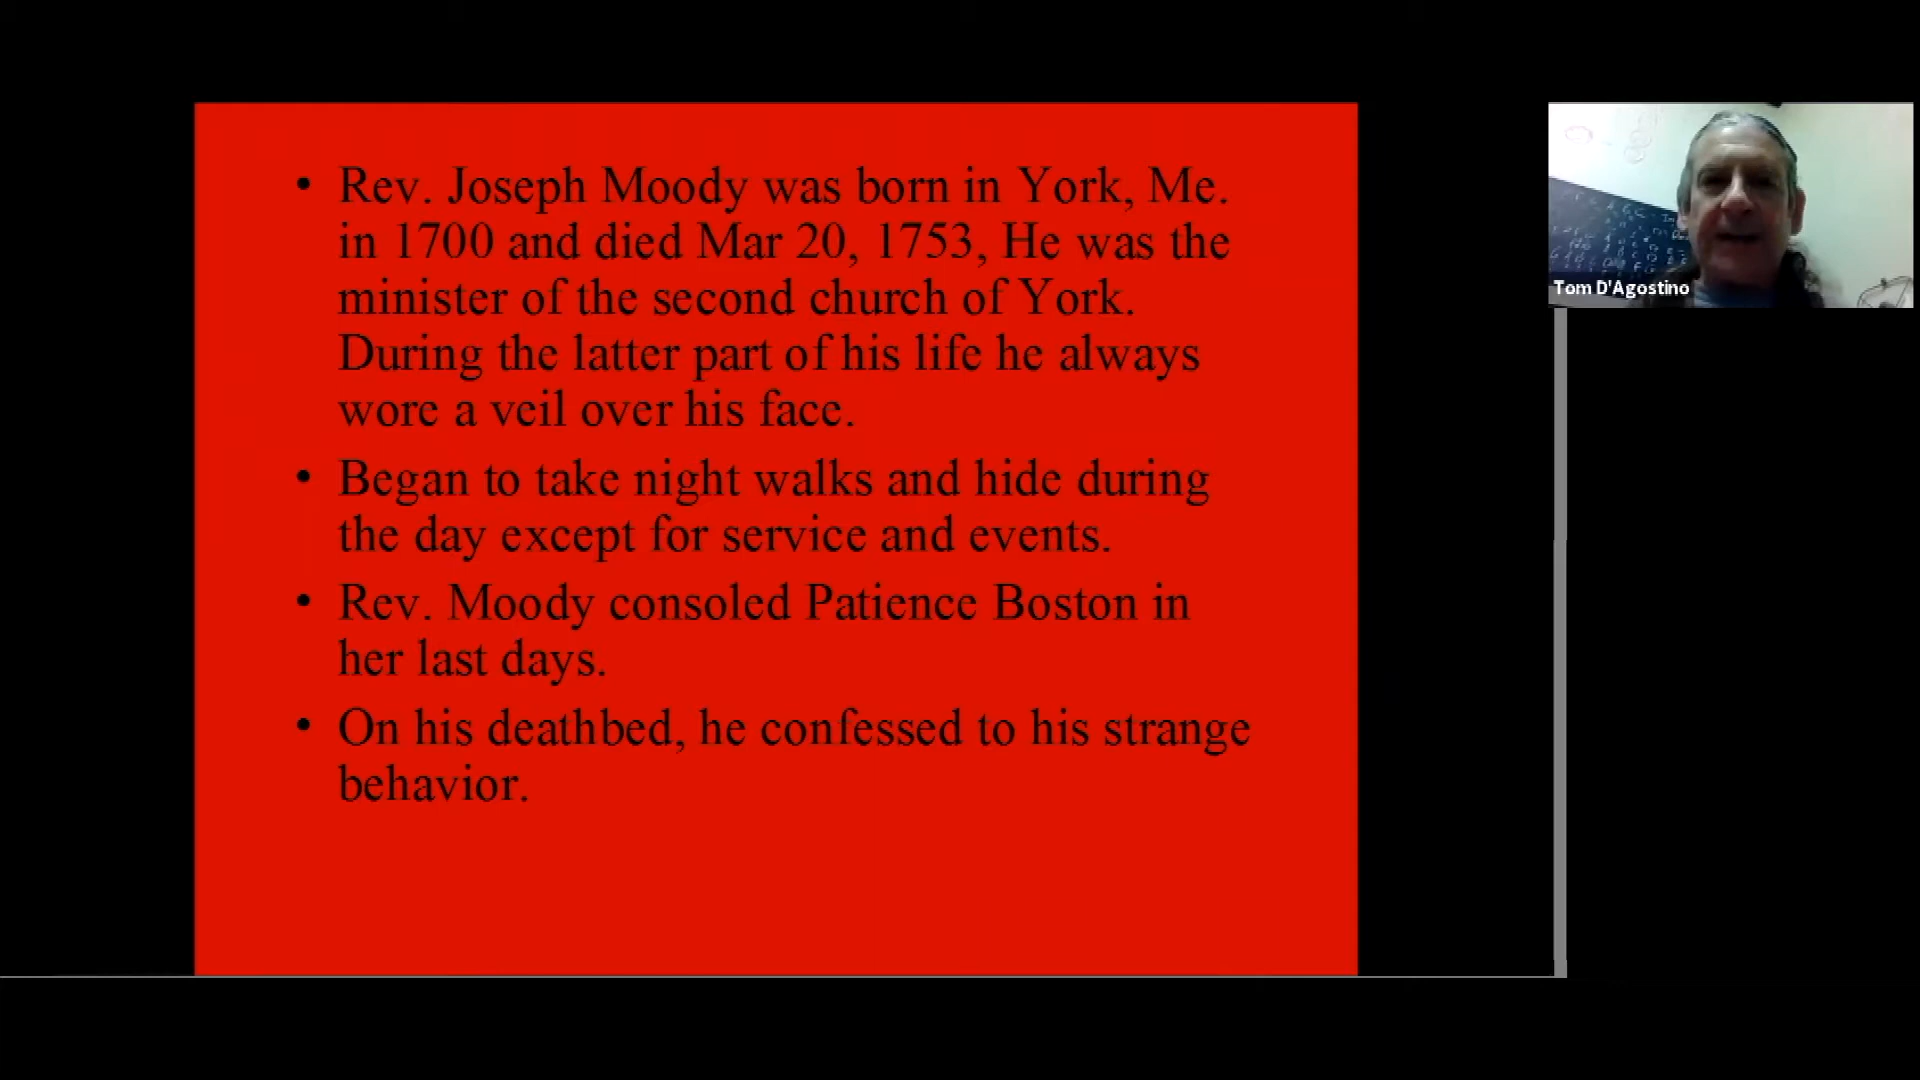 • Rev. Joseph Moody was born in York, Me.
in 1700 and died Mar 20, 1753, He was the
minister of the second church of York.
During the latter part of his life he always
wore a veil over his face.
• Began to take night walks and hide during
the day except for service and events.
• Rev. Moody consoled Patience Boston in
her last days.
• On his deathbed, he confessed to his strange
behavior.
Tom D'Agostino